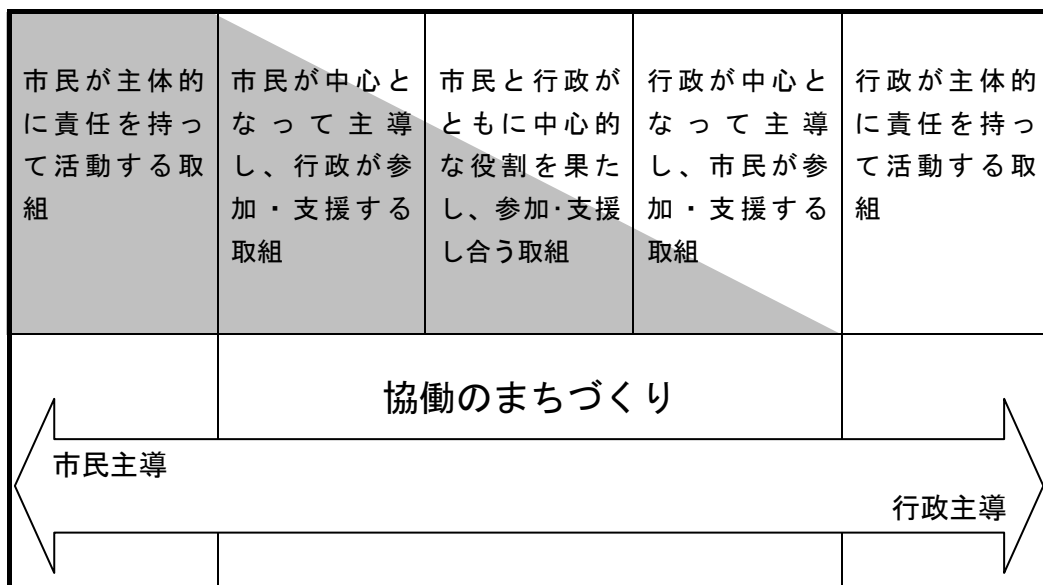 市民が主体的
に責任を持っ
て活動する取
組
市民が中心と
なって主導
し、行政が参
加・支援する
取組
市民と行政が
ともに中心的
な役割を果た
し、参加･支援
し合う取組
行政が中心と
なって主導
し、市民が参
加・支援する
取組
行政が主体的
に責任を持っ
て活動する取
組
協働のまちづくり
市民主導
行政主導